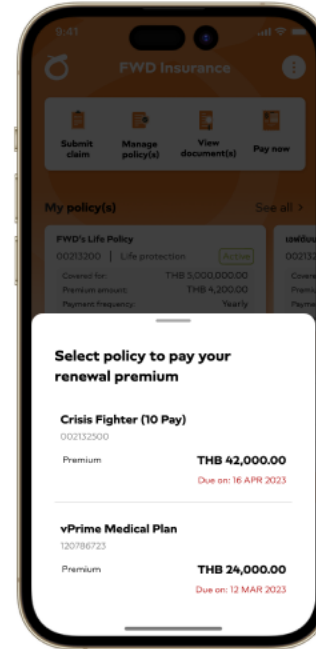 9:41
FWD Insurance
Submit claim
Manage policy(s)
View document(s)
Pay now
My policy(s)
See all >
FWD's Life Policy
00213200 | Life protection
Active
Covered for: THB 5,000,000.00
Premium amount: THB 4,200.00
Payment frequency: Yearly
Select policy to pay your
renewal premium
Crisis Fighter (10 Pay)
002132500
Premium THB 42,000.00
Due on: 16 APR 2023
vPrime Medical Plan
120786723
Premium THB 24,000.00
Due on: 12 MAR 2023